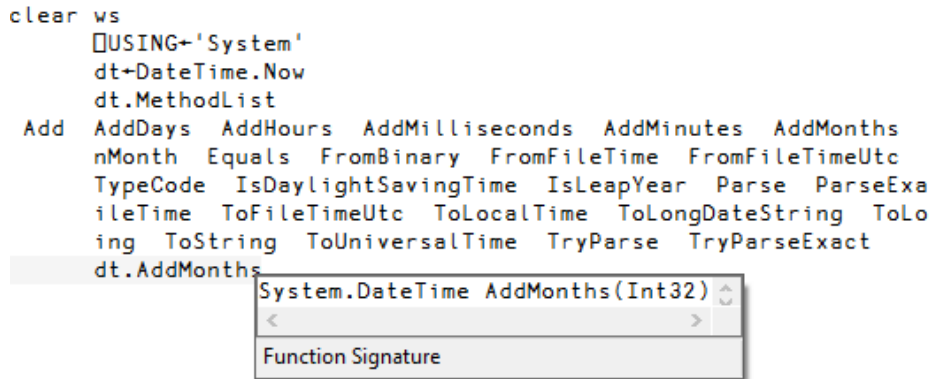 clear ws
⎕USING←'System'
dt←DateTime.Now
dt.MethodList
Add  AddDays  AddHours  AddMilliseconds  AddMinutes  AddMonths
nMonth  Equals  FromBinary  FromFileTime  FromFileTimeUtc
TypeCode  IsDaylightSavingTime  IsLeapYear  Parse  ParseExa
ileTime  ToFileTimeUtc  ToLocalTime  ToLongDateString  ToLo
ing  ToString  ToUniversalTime  TryParse  TryParseExact
dt.AddMonths
System.DateTime AddMonths(Int32)
Function Signature